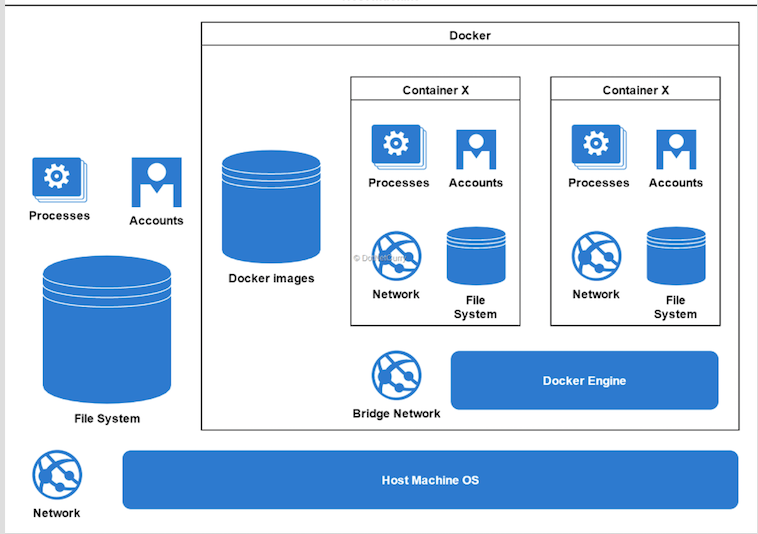 Docker
Container X
Container X
Processes
Accounts
Processes
Accounts
Processes
Accounts
Docker images
Network
File
System
Network
File
System
Docker Engine
Bridge Network
File System
Host Machine OS
Network